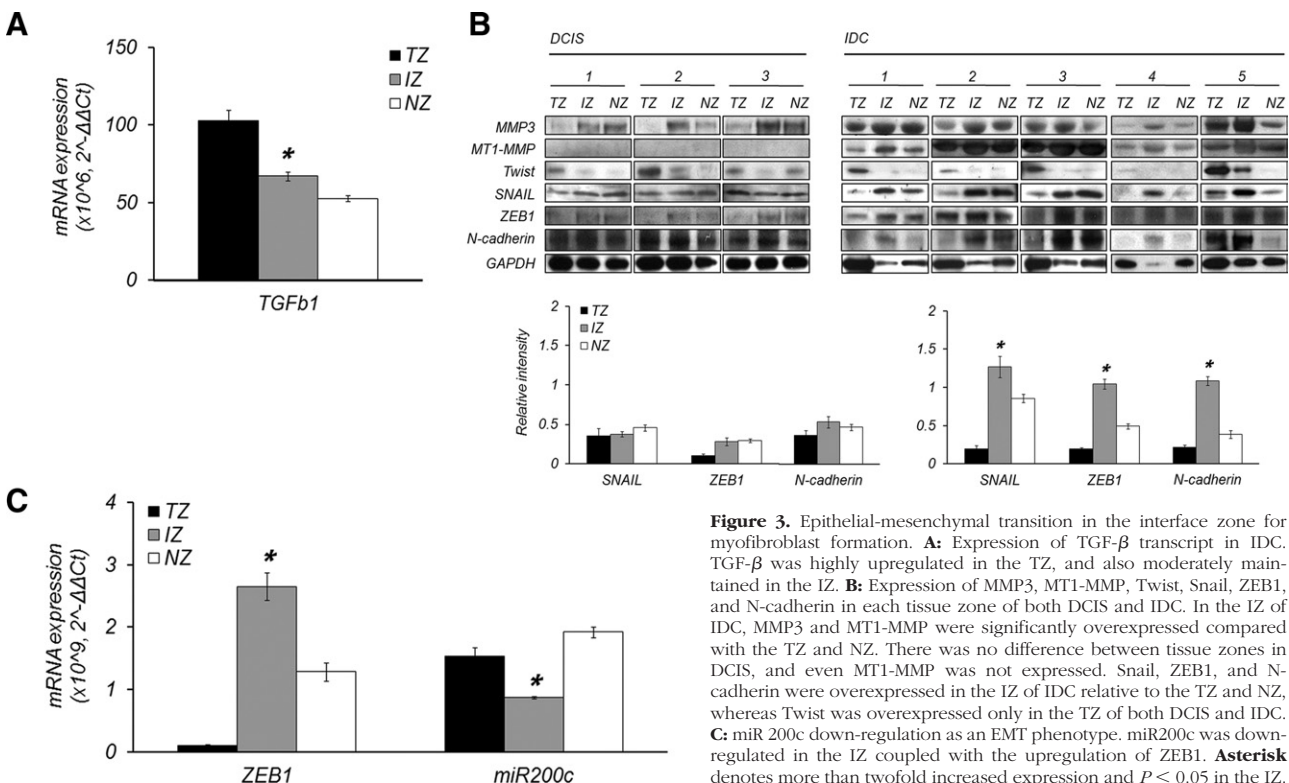 A
150
100
50
0
mRNA expression
(x10^6, 2^-ΔΔCt)
TZ
IZ
NZ
*
TGFb1
B
DCIS
IDC
1 2 3 1 2 3 4 5
TZ IZ NZ TZ IZ NZ TZ IZ NZ TZ IZ NZ TZ IZ NZ TZ IZ NZ TZ IZ NZ TZ IZ NZ
MMP3
MT1-MMP
Twist
SNAIL
ZEB1
N-cadherin
GAPDH
2
1.5
1
0.5
0
Relative intensity
TZ
IZ
NZ
SNAIL ZEB1 N-cadherin
2
1.5
1
0.5
0
* * *
SNAIL ZEB1 N-cadherin
C
4
3
2
1
0
mRNA expression
(x10^9, 2^-ΔΔCt)
TZ
IZ
NZ
* *
ZEB1 miR200c
Figure 3. Epithelial-mesenchymal transition in the interface zone for
myofibroblast formation. A: Expression of TGF-β transcript in IDC.
TGF-β was highly upregulated in the TZ, and also moderately main-
tained in the IZ. B: Expression of MMP3, MT1-MMP, Twist, Snail, ZEB1,
and N-cadherin in each tissue zone of both DCIS and IDC. In the IZ of
IDC, MMP3 and MT1-MMP were significantly overexpressed compared
with the TZ and NZ. There was no difference between tissue zones in
DCIS, and even MT1-MMP was not expressed. Snail, ZEB1, and N-
cadherin were overexpressed in the IZ of IDC relative to the TZ and NZ,
whereas Twist was overexpressed only in the TZ of both DCIS and IDC.
C: miR 200c down-regulation as an EMT phenotype. miR200c was down-
regulated in the IZ coupled with the upregulation of ZEB1. Asterisk
denotes more than twofold increased expression and P < 0.05 in the IZ.